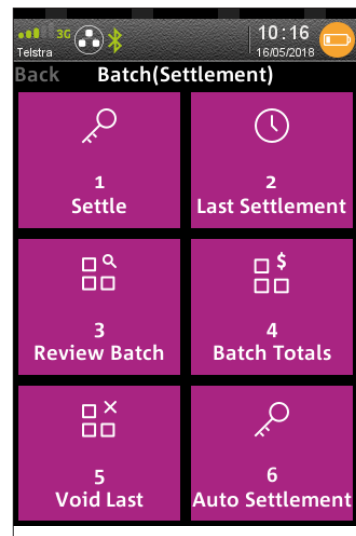 3G
10:16
Telstra
16/05/2018
Back Batch(Settlement)
1
Settle
2
Last Settlement
3
Review Batch
$
4
Batch Totals
5
Void Last
6
Auto Settlement